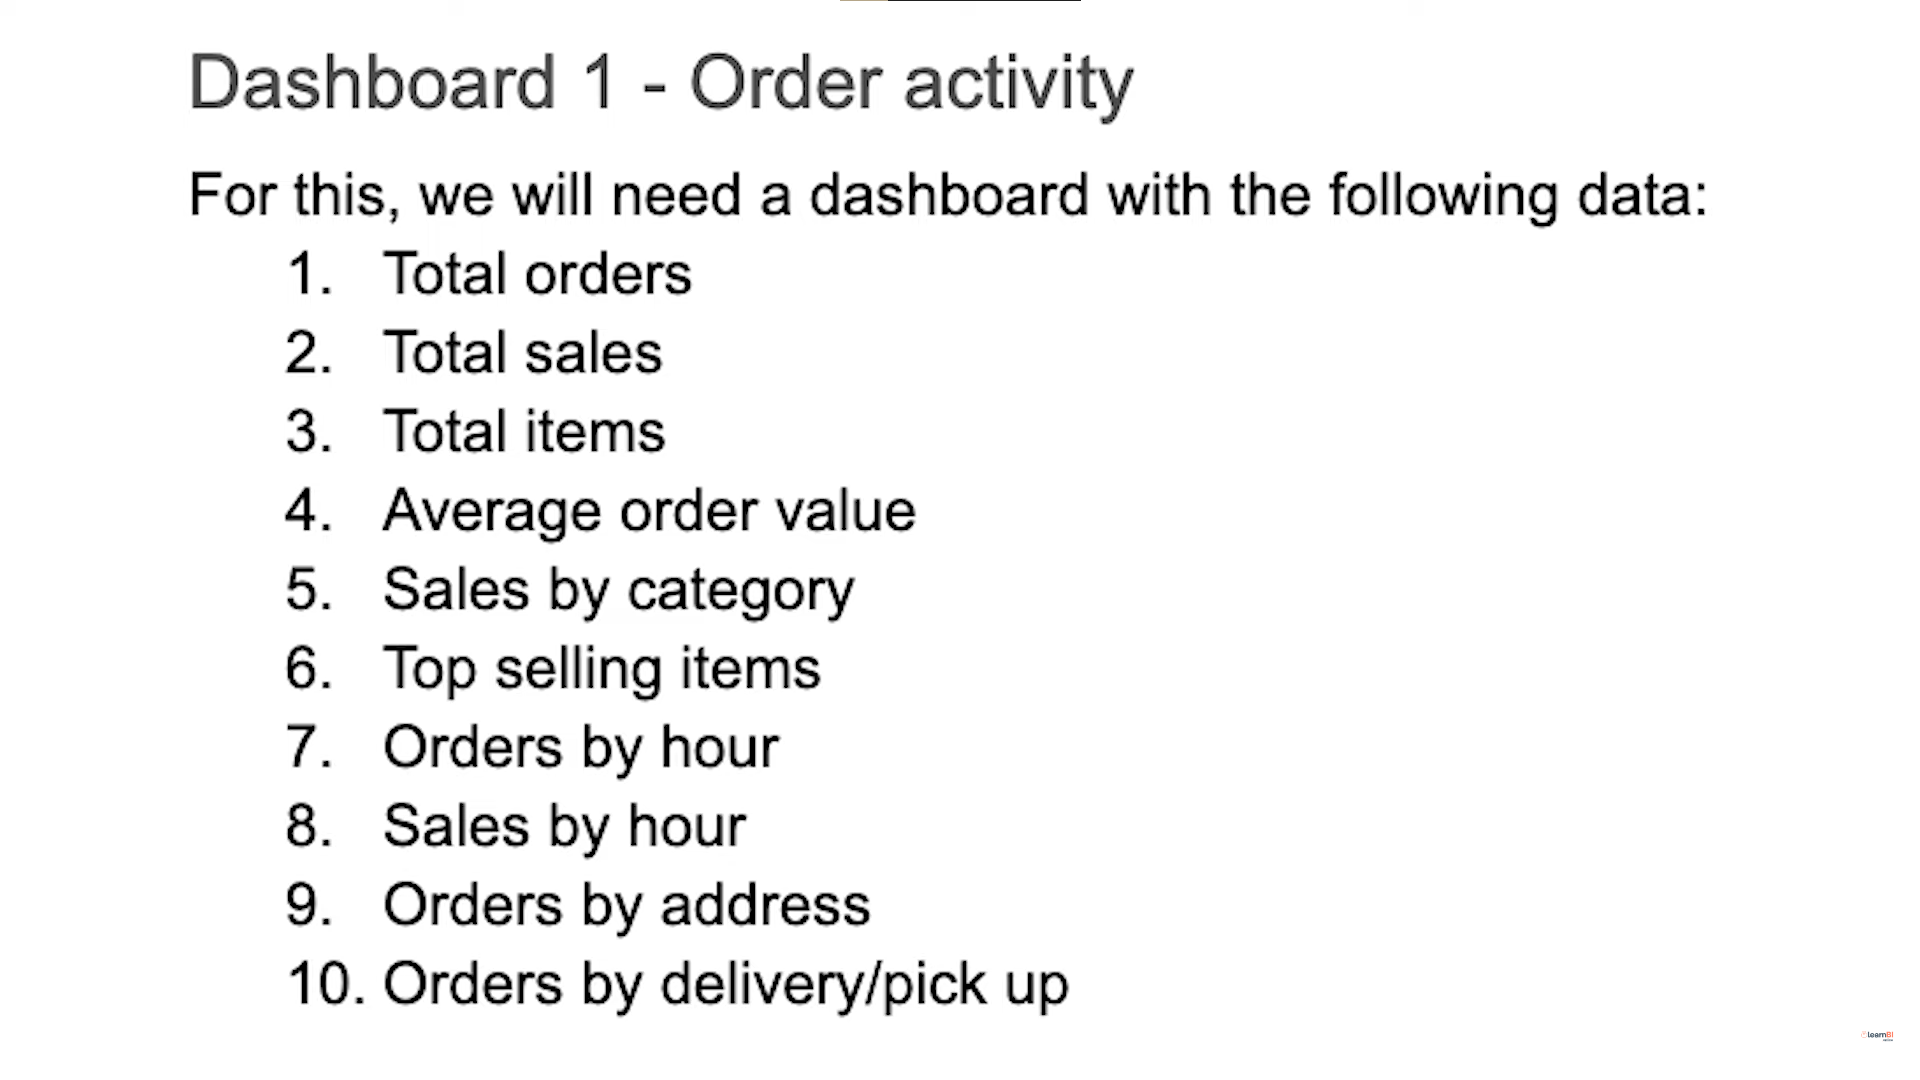 Dashboard 1 - Order activity
For this, we will need a dashboard with the following data:
1. Total orders
2. Total sales
3. Total items
4. Average order value
5. Sales by category
6. Top selling items
7. Orders by hour
8. Sales by hour
9. Orders by address
10. Orders by delivery/pick up
learnBI